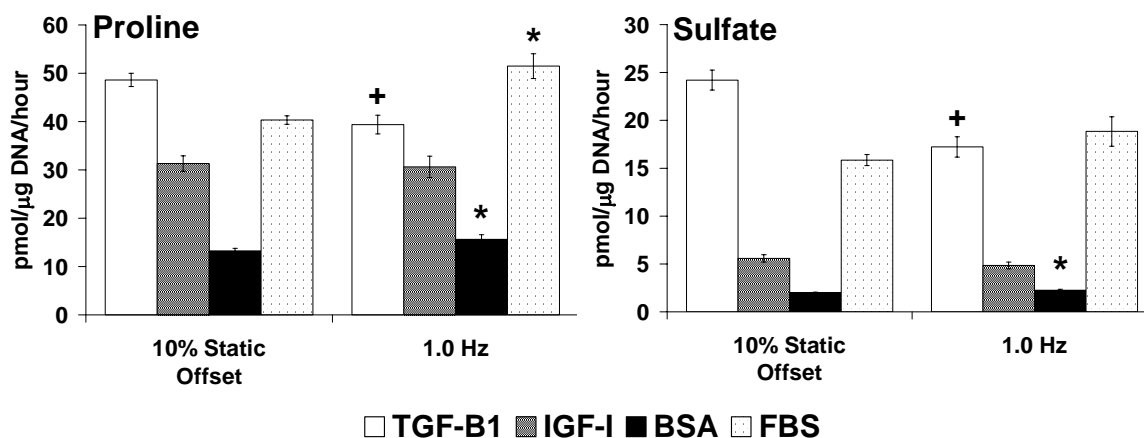 Proline
pmol/μg DNA/hour
60
50
40
30
20
10
0
+
*
*
10% Static
Offset
1.0 Hz
Sulfate
pmol/μg DNA/hour
30
25
20
15
10
5
0
+
*
10% Static
Offset
1.0 Hz
TGF-B1 IGF-I BSA FBS